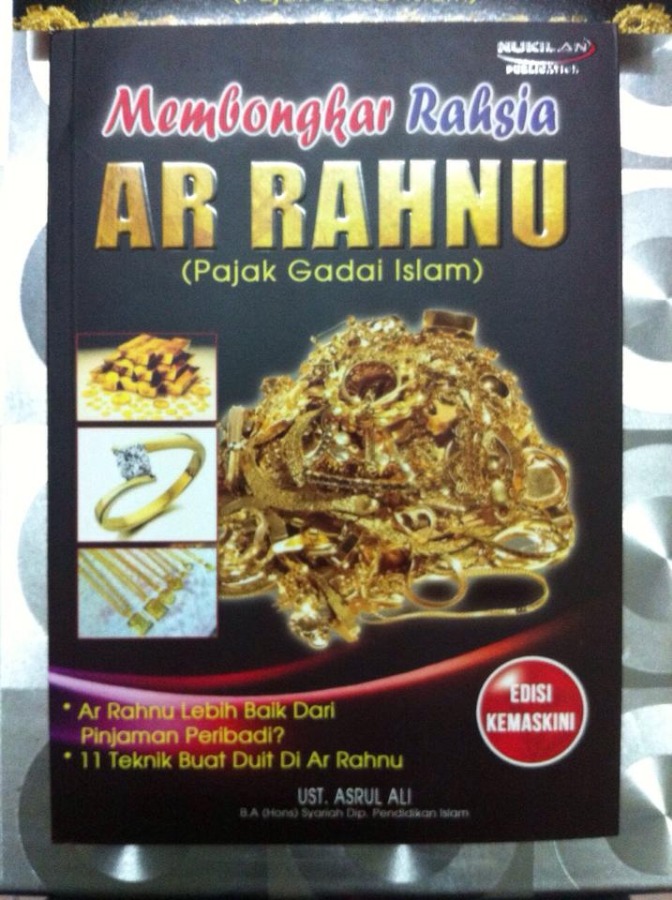 NUKILAN
PUBLICATION
Membongkar Rahsia
AR RAHNU
(Pajak Gadai Islam)
EDISI
KEMASKINI
* Ar Rahnu Lebih Baik Dari
Pinjaman Peribadi?
* 11 Teknik Buat Duit Di Ar Rahnu
UST. ASRUL ALI
B.A (Hons) Syariah Dip. Pendidikan Islam